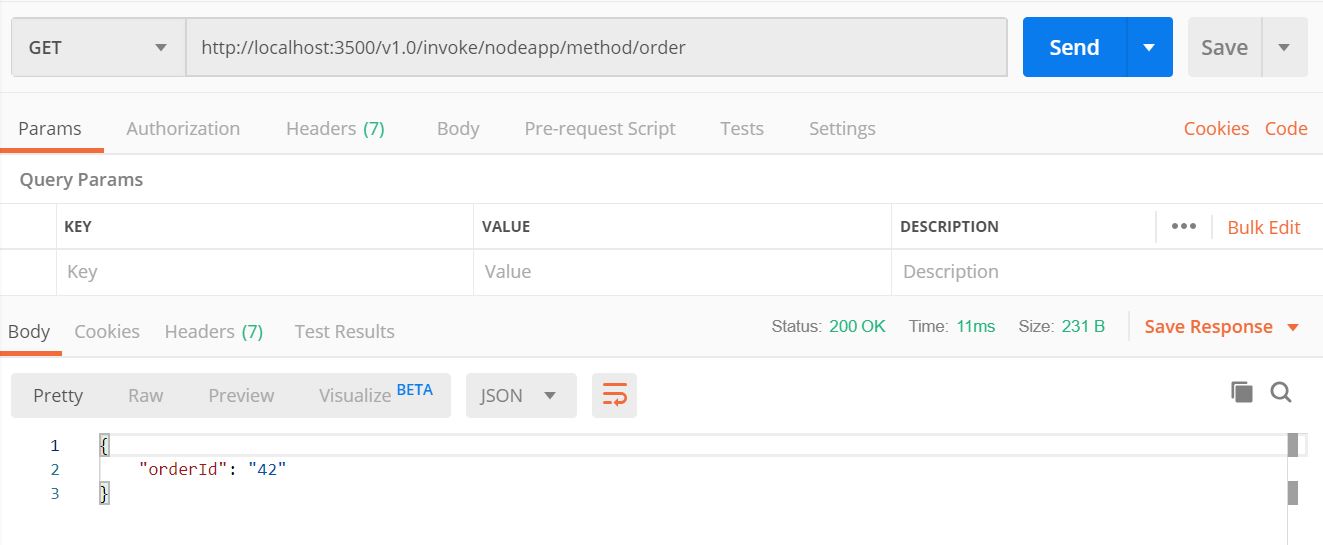 GET http://localhost:3500/v1.0/invoke/nodeapp/method/order Send Save
Params Authorization Headers (7) Body Pre-request Script Tests Settings Cookies Code
Query Params
KEY VALUE DESCRIPTION ••• Bulk Edit
Key Value Description
Body Cookies Headers (7) Test Results Status: 200 OK Time: 11ms Size: 231 B Save Response
Pretty Raw Preview Visualize BETA JSON
1 {
2 "orderId": "42"
3 }